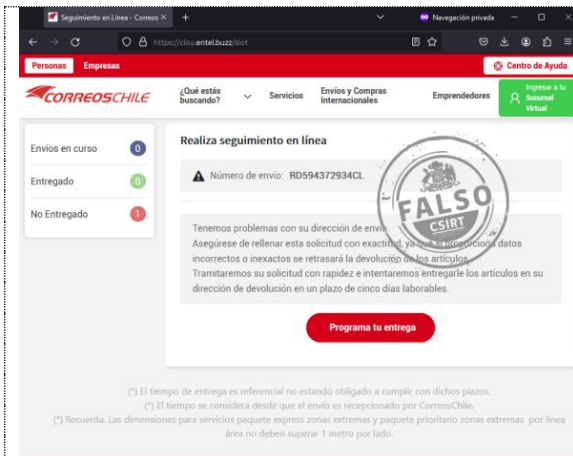 Seguimiento en Línea - Correos
Navegación privada
https://clou.entel.buzz/slot
Personas
Empresas
Centro de Ayuda
CORREOSCHILE
¿Qué estás buscando?
Servicios
Envíos y Compras Internacionales
Emprendedores
Ingresar a tu Sucursal Virtual
Envios en curso 0
Entregado 0
No Entregado 1
Realiza seguimiento en línea
Número de envio: RD594372934CL
FALSO
CSIRT
Tenemos problemas con su dirección de envío
Asegúrese de rellenar esta solicitud con exactitud, ya que si proporciona datos
incorrectos o inexactos se retrasará la devolución de los artículos.
Tramitaremos su solicitud con rapidez e intentaremos entregarle los artículos en su
dirección de devolución en un plazo de cinco días laborables.
Programa tu entrega
(*) El tiempo de entrega es referencial no estando obligado a cumplir con dichos plazos.
(*) El tiempo se considera desde que el envío es recepcionado por CorreosChile.
(*) Recuerda. Las dimensiones para servicios paquete express zonas extremas y paquete prioritario zonas extremas por línea
área no deben superar 1 metro por lado.